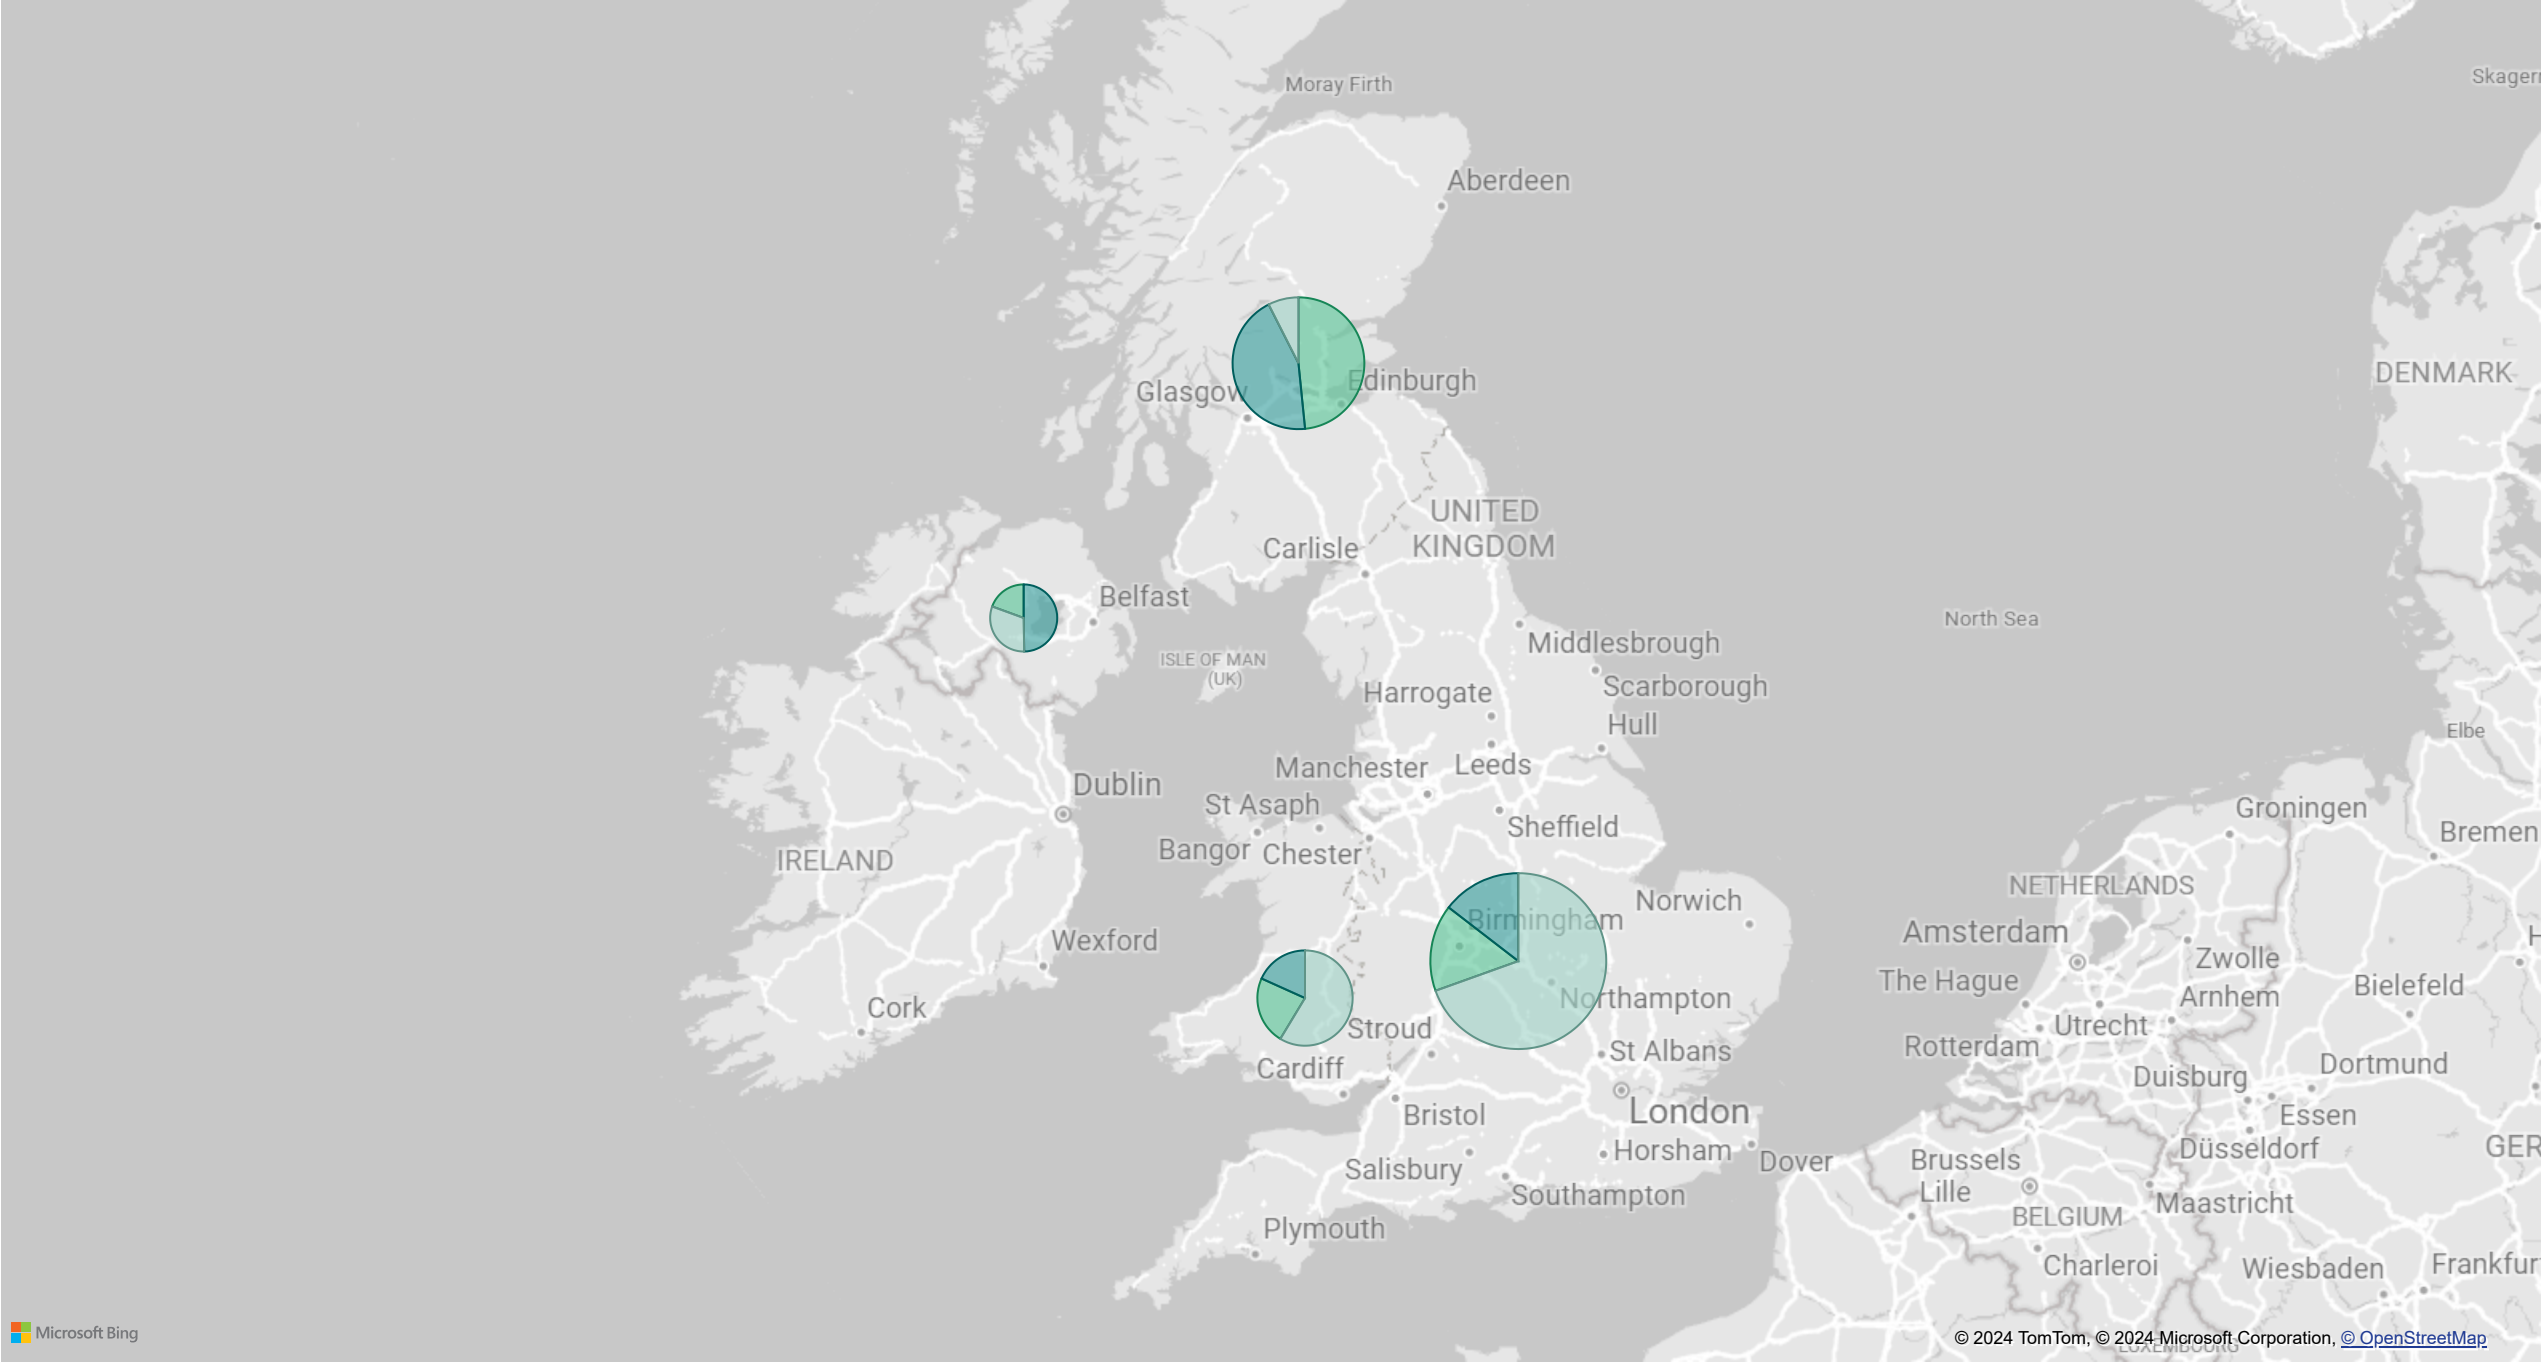 Skager
Moray Firth
Aberdeen
DENMARK
Edinburgh
Glasgow
UNITED
KINGDOM
Carlisle
Belfast
North Sea
Middlesbrough
ISLE OF MAN
(UK)
Scarborough
Harrogate
Hull
Elbe
Manchester
Leeds
Dublin
St Asaph
Groningen
Sheffield
Bremen
Bangor
Chester
IRELAND
NETHERLANDS
Norwich
Birmingham
Amsterdam
H
Wexford
Zwolle
The Hague
Bielefeld
Arnhem
Northampton
Cork
Utrecht
Stroud
Rotterdam
St Albans
Dortmund
Cardiff
Duisburg
London
Bristol
Essen
GER
Düsseldorf
Horsham
Dover
Brussels
Salisbury
Lille
Southampton
Maastricht
BELGIUM
Plymouth
Charleroi
Wiesbaden
Frankfur
Microsoft Bing
© 2024 TomTom, © 2024 Microsoft Corporation, © OpenStreetMap
LUXEMBOURG